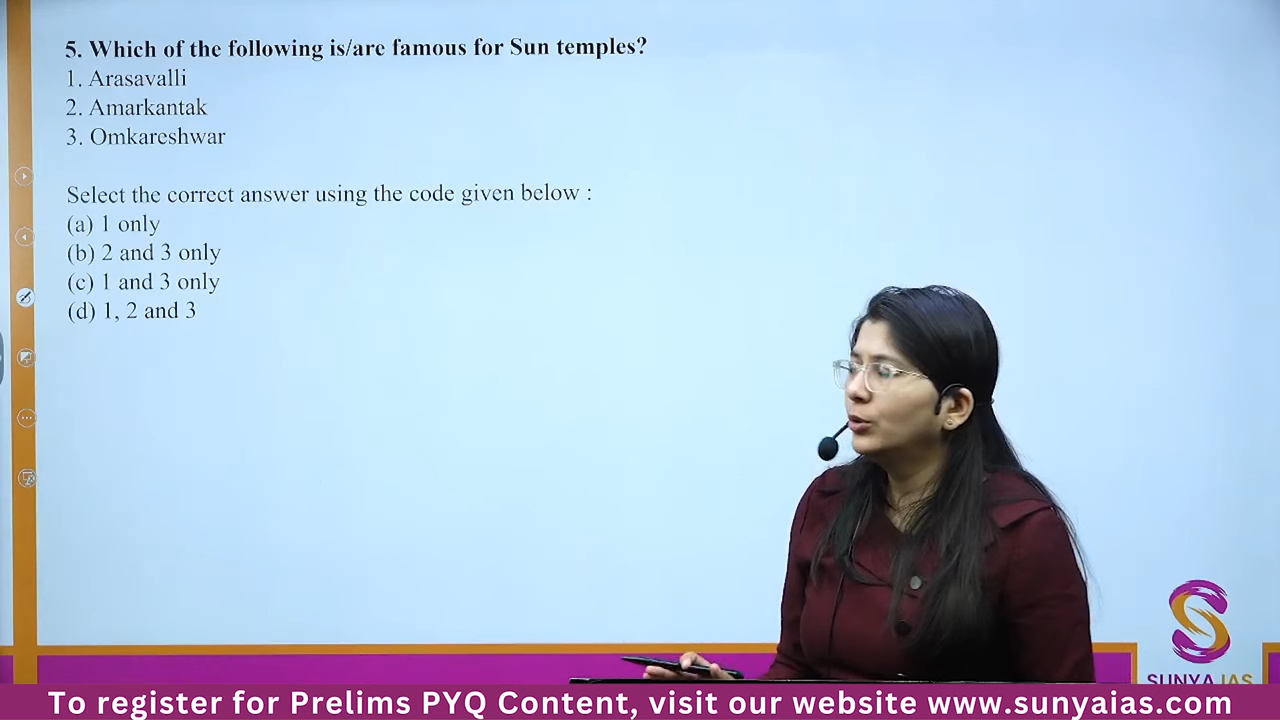 5. Which of the following is/are famous for Sun temples?
1. Arasavalli
2. Amarkantak
3. Omkareshwar
Select the correct answer using the code given below :
(a) 1 only
(b) 2 and 3 only
(c) 1 and 3 only
(d) 1, 2 and 3
SUNYA IAS
To register for Prelims PYQ Content, visit our website www.sunyaias.com